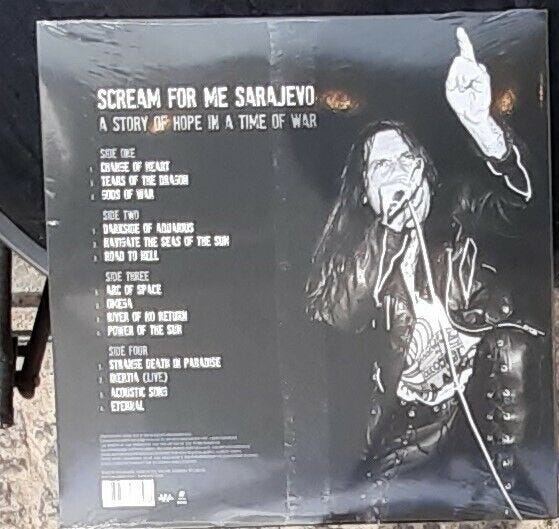 SCREAM FOR ME SARAJEVO
A STORY OF HOPE IN A TIME OF WAR
SIDE ONE
CHANGE OF HEART
TEARS OF THE DRAGON
GODS OF WAR
SIDE TWO
DARKSIDE OF AQUARIUS
NAVIGATE THE SEAS OF THE SUN
ROAD TO HELL
SIDE THREE
ARC OF SPACE
OMEGA
RIVER OF NO RETURN
POWER OF THE SUN
SIDE FOUR
STRANGE DEATH IN PARADISE
INERTIA (LIVE)
ACOUSTIC SONG
ETERNAL